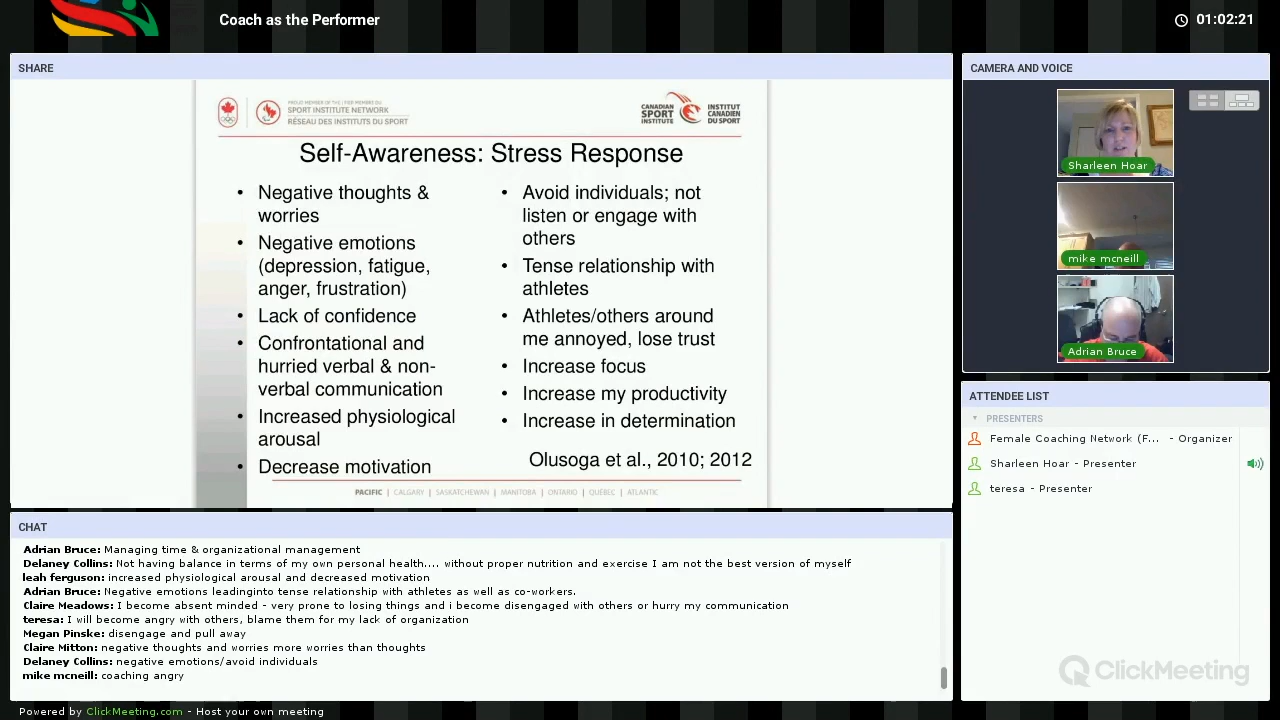 Coach as the Performer
01:02:21
SHARE
PROUD MEMBER OF THE | FIER MEMBRE DU
SPORT INSTITUTE NETWORK
RÉSEAU DES INSTITUTS DU SPORT
CANADIAN
SPORT
INSTITUTE
INSTITUT
CANADIEN
DU SPORT
Self-Awareness: Stress Response
• Negative thoughts &
worries
• Negative emotions
(depression, fatigue,
anger, frustration)
• Lack of confidence
• Confrontational and
hurried verbal & non-
verbal communication
• Increased physiological
arousal
• Decrease motivation
• Avoid individuals; not
listen or engage with
others
• Tense relationship with
athletes
• Athletes/others around
me annoyed, lose trust
• Increase focus
• Increase my productivity
• Increase in determination
Olusoga et al., 2010; 2012
PACIFIC | CALGARY | SASKATCHEWAN | MANITOBA | ONTARIO | QUÉBEC | ATLANTIC
CAMERA AND VOICE
Sharleen Hoar
mike mcneill
Adrian Bruce
ATTENDEE LIST
PRESENTERS
Female Coaching Network (F... - Organizer
Sharleen Hoar - Presenter
teresa - Presenter
ClickMeeting
CHAT
Adrian Bruce: Managing time & organizational management
Delaney Collins: Not having balance in terms of my own personal health.... without proper nutrition and exercise I am not the best version of myself
leah ferguson: increased physiological arousal and decreased motivation
Adrian Bruce: Negative emotions leadinginto tense relationship with athletes as well as co-workers.
Claire Meadows: I become absent minded - very prone to losing things and i become disengaged with others or hurry my communication
teresa: I will become angry with others, blame them for my lack of organization
Megan Pinske: disengage and pull away
Claire Mitton: negative thoughts and worries more worries than thoughts
Delaney Collins: negative emotions/avoid individuals
mike mcneill: coaching angry
Powered by ClickMeeting.com - Host your own meeting